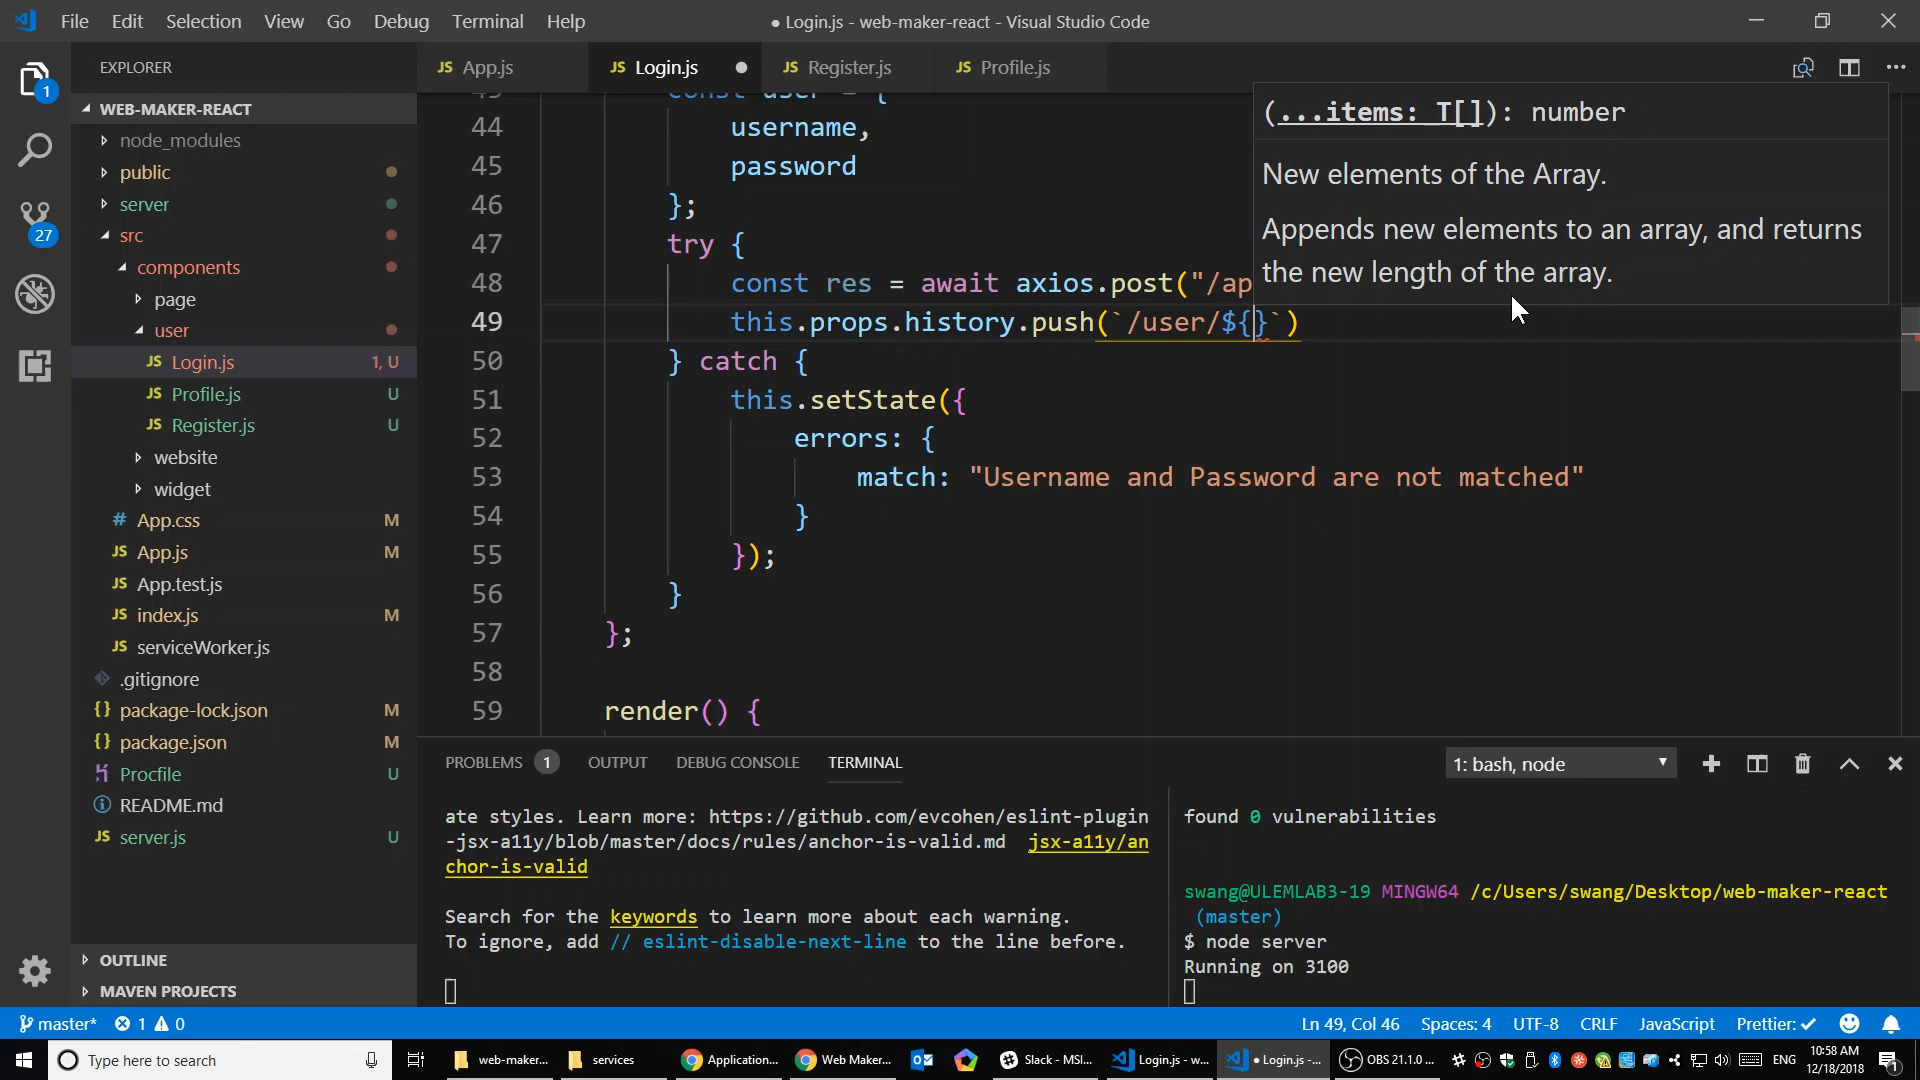 File Edit Selection View Go Debug Terminal Help
● Login.js - web-maker-react - Visual Studio Code
EXPLORER
JS App.js
JS Login.js ●
JS Register.js
JS Profile.js
WEB-MAKER-REACT
node_modules
public
server
src
components
page
user
JS Login.js 1, U
JS Profile.js U
JS Register.js U
website
widget
# App.css M
JS App.js M
JS App.test.js
JS index.js M
JS serviceWorker.js
.gitignore
{} package-lock.json M
{} package.json M
Procfile U
README.md
JS server.js U
OUTLINE
MAVEN PROJECTS
1
27
44 username,
45 password
46 };
47 try {
48 const res = await axios.post("/ap
49 this.props.history.push(`/user/${}`)
50 } catch {
51 this.setState({
52 errors: {
53 match: "Username and Password are not matched"
54 }
55 });
56 }
57 };
58
59 render() {
(...items: T[]): number
New elements of the Array.
Appends new elements to an array, and returns
the new length of the array.
PROBLEMS 1 OUTPUT DEBUG CONSOLE TERMINAL
1: bash, node
ate styles. Learn more: https://github.com/evcohen/eslint-plugin
-jsx-a11y/blob/master/docs/rules/anchor-is-valid.md jsx-a11y/an
chor-is-valid
Search for the keywords to learn more about each warning.
To ignore, add // eslint-disable-next-line to the line before.
found 0 vulnerabilities
swang@ULEMLAB3-19 MINGW64 /c/Users/swang/Desktop/web-maker-react
(master)
$ node server
Running on 3100
master* 1 0
Ln 49, Col 46 Spaces: 4 UTF-8 CRLF JavaScript Prettier: ✓
Type here to search
web-maker...
services
Application...
Web Maker...
Slack - MSI...
Login.js - w...
● Login.js -...
OBS 21.1.0 ...
ENG
10:58 AM
12/18/2018
1